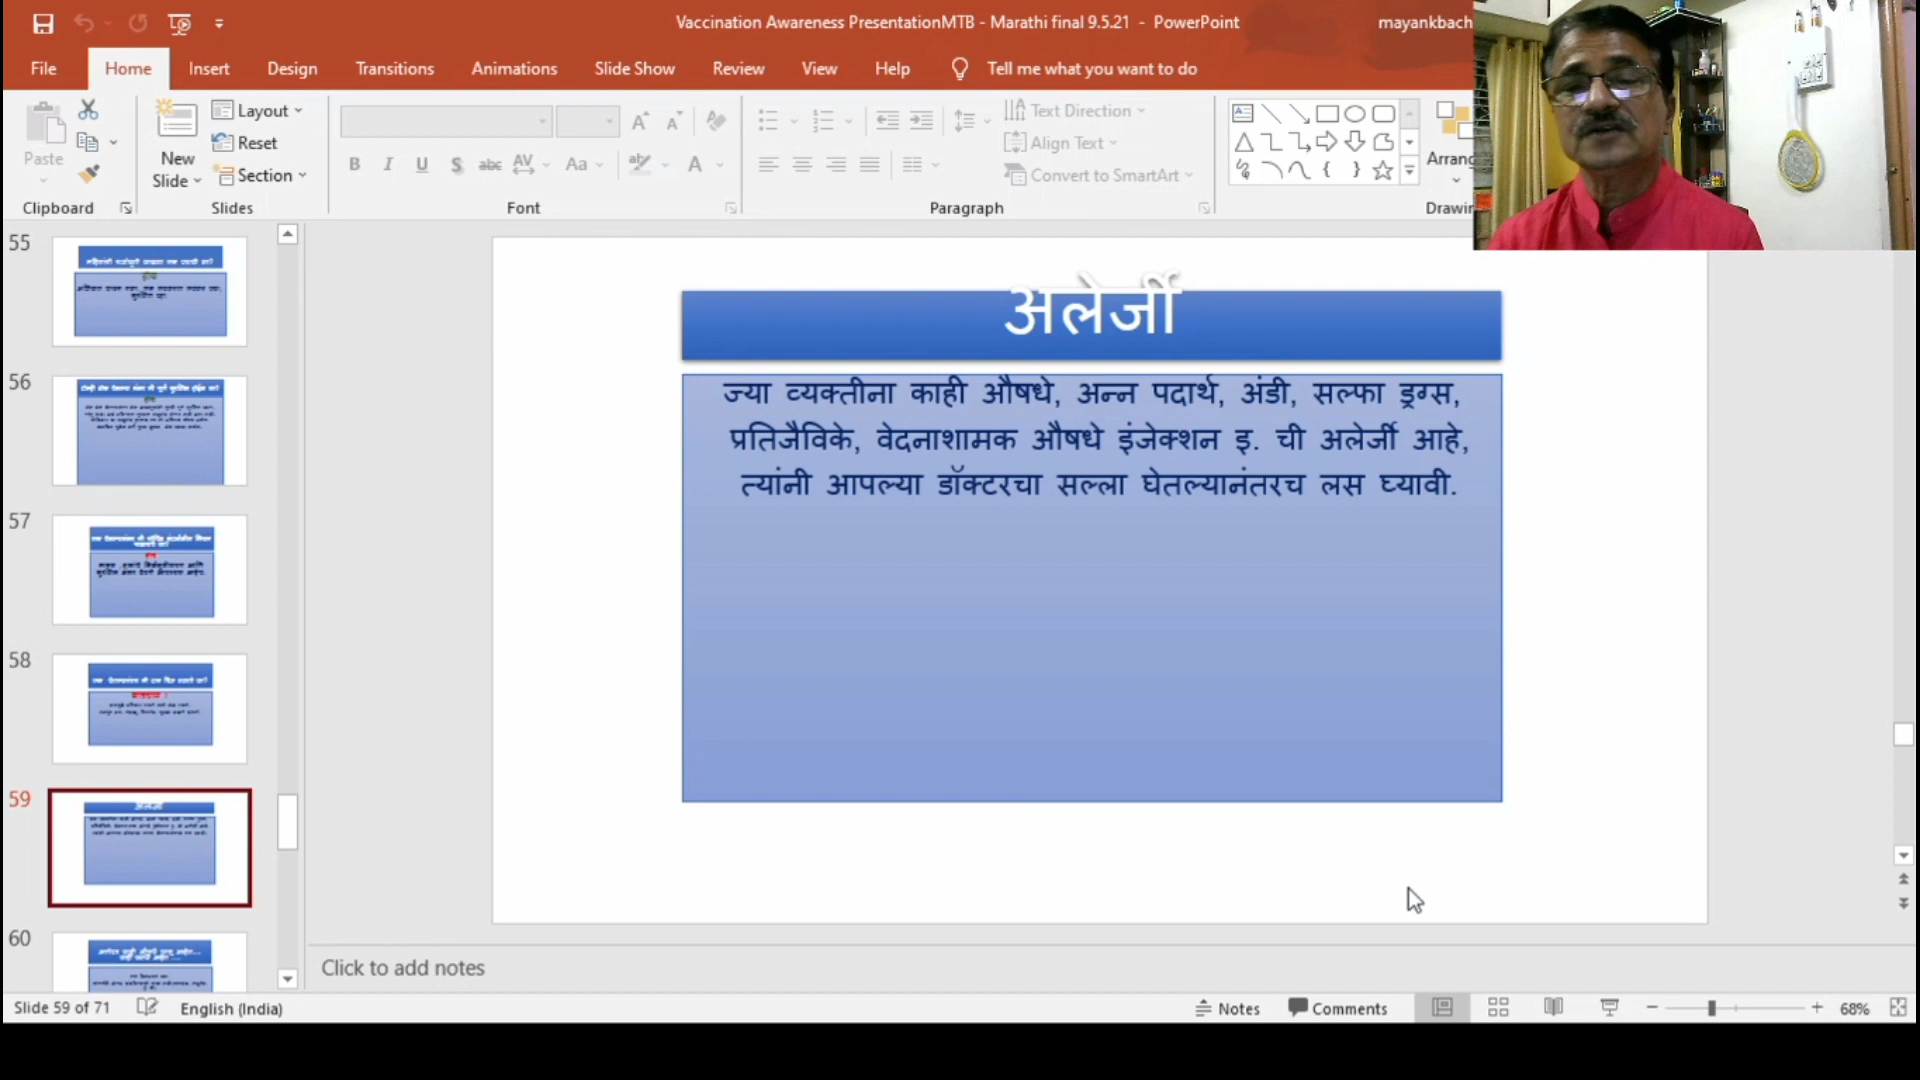 Vaccination Awareness PresentationMTB - Marathi final 9.5.21 - PowerPoint
mayankbach
File Home Insert Design Transitions Animations Slide Show Review View Help Tell me what you want to do
Paste
New Slide
Layout
Reset
Section
B I U S abc AV Aa A
Text Direction
Align Text
Convert to SmartArt
Arrang
Clipboard Slides Font Paragraph Drawin
55
56
57
58
59
60
अलेर्जी
ज्या व्यक्तीना काही औषधे, अन्न पदार्थ, अंडी, सल्फा ड्रग्स,
प्रतिजैविके, वेदनाशामक औषधे इंजेक्शन इ. ची अलेर्जी आहे,
त्यांनी आपल्या डॉक्टरचा सल्ला घेतल्यानंतरच लस घ्यावी.
Click to add notes
Slide 59 of 71 English (India) Notes Comments 68%